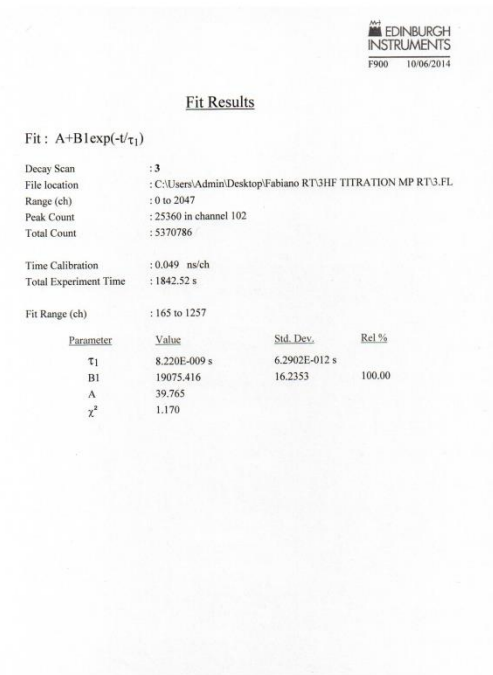 EDINBURGH
INSTRUMENTS
F900 10/06/2014
Fit Results
Fit : A+B1exp(-t/τ1)
Decay Scan : 3
File location : C:\Users\Admin\Desktop\Fabiano RT\3HF TITRATION MP RT\3.FL
Range (ch) : 0 to 2047
Peak Count : 25360 in channel 102
Total Count : 5370786
Time Calibration : 0.049 ns/ch
Total Experiment Time : 1842.52 s
Fit Range (ch) : 165 to 1257
Parameter Value Std. Dev. Rel %
τ1 8.220E-009 s 6.2902E-012 s
B1 19075.416 16.2353 100.00
A 39.765
χ² 1.170